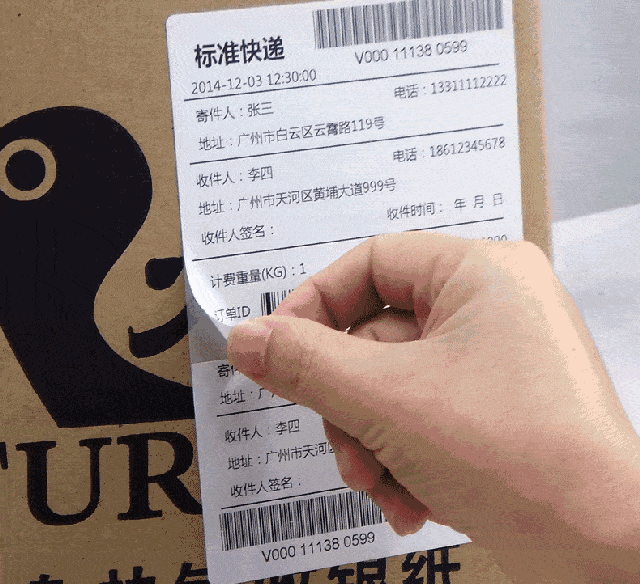 标准快递
V000 11138 0599
2014-12-03 12:30:00
寄件人：张三 电话：13311112222
地址：广州市白云区云霄路119号
收件人：李四 电话：18612345678
地址：广州市天河区黄埔大道999号
收件人签名： 收件时间： 年 月 日
计费重量(KG)：1
订单ID
寄
地址：广
收件人：李四
地址：广州市天河
收件人签名：
V000 11138 0599
TUR
银纸